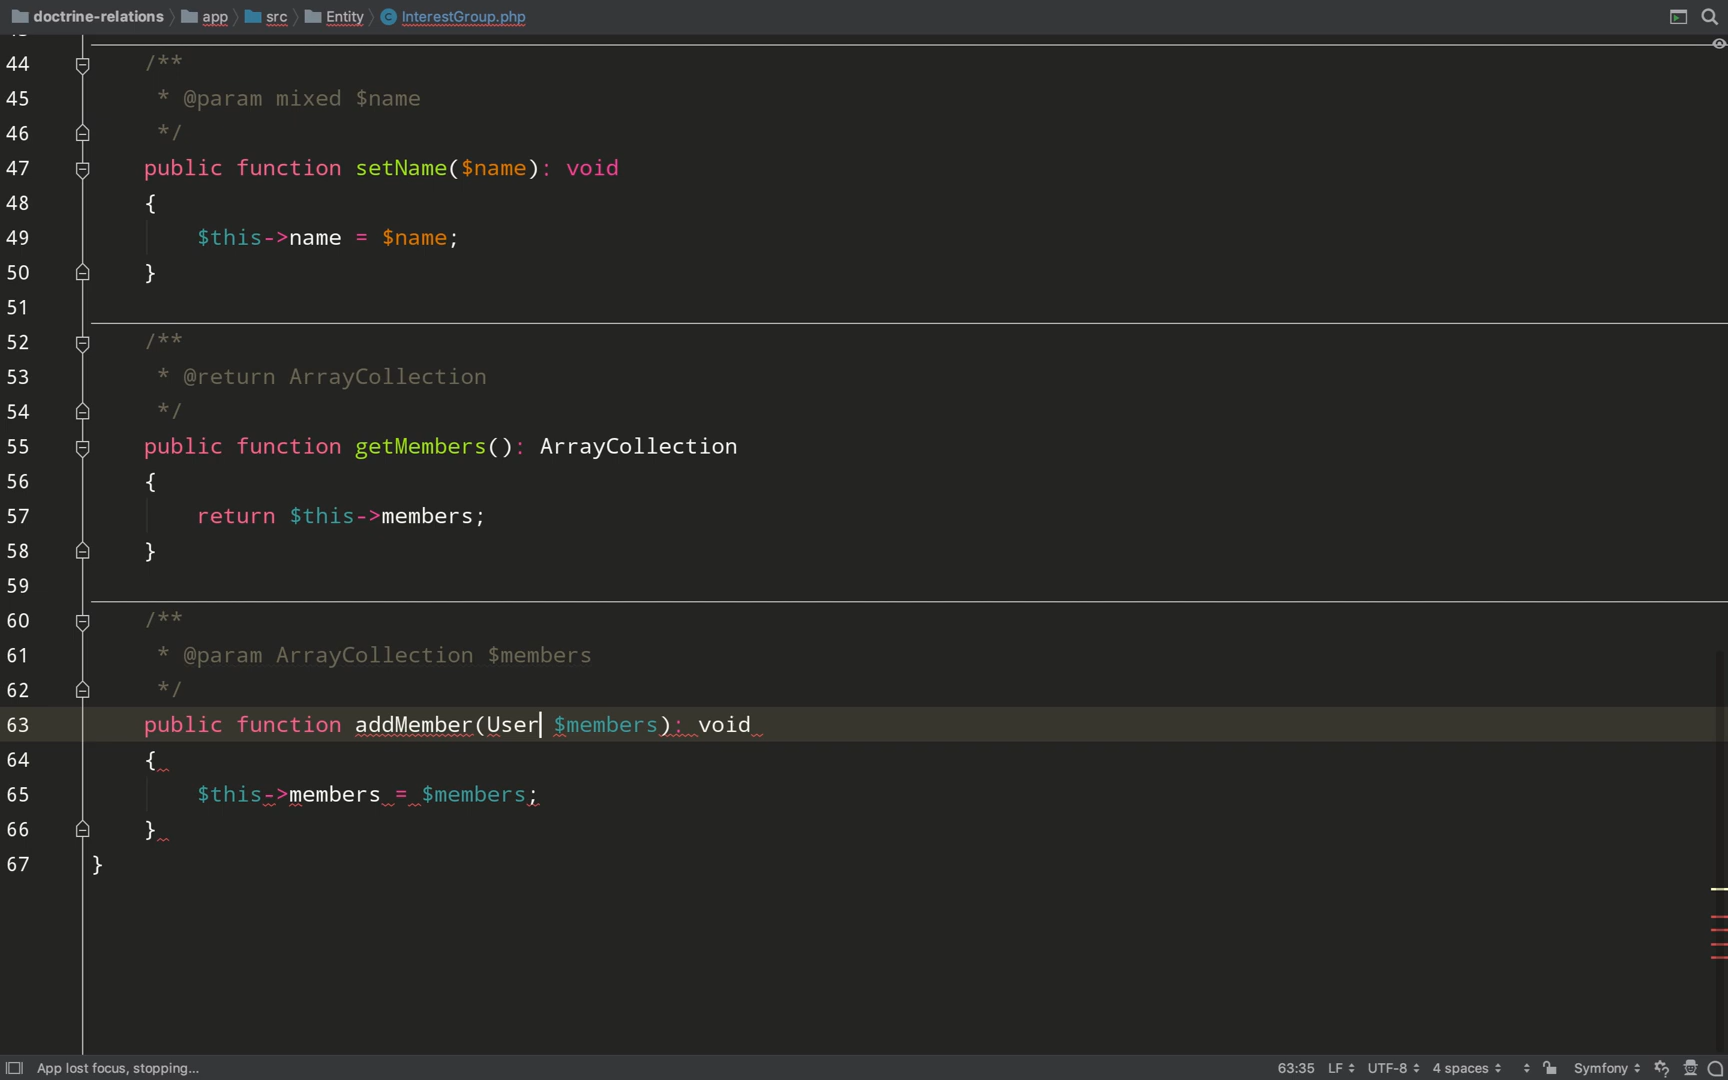 doctrine-relations app src Entity InterestGroup.php
44 /**
45 * @param mixed $name
46 */
47 public function setName($name): void
48 {
49 $this->name = $name;
50 }
51
52 /**
53 * @return ArrayCollection
54 */
55 public function getMembers(): ArrayCollection
56 {
57 return $this->members;
58 }
59
60 /**
61 * @param ArrayCollection $members
62 */
63 public function addMember(User $members): void
64 {
65 $this->members = $members;
66 }
67 }
App lost focus, stopping... 63:35 LF UTF-8 4 spaces Symfony